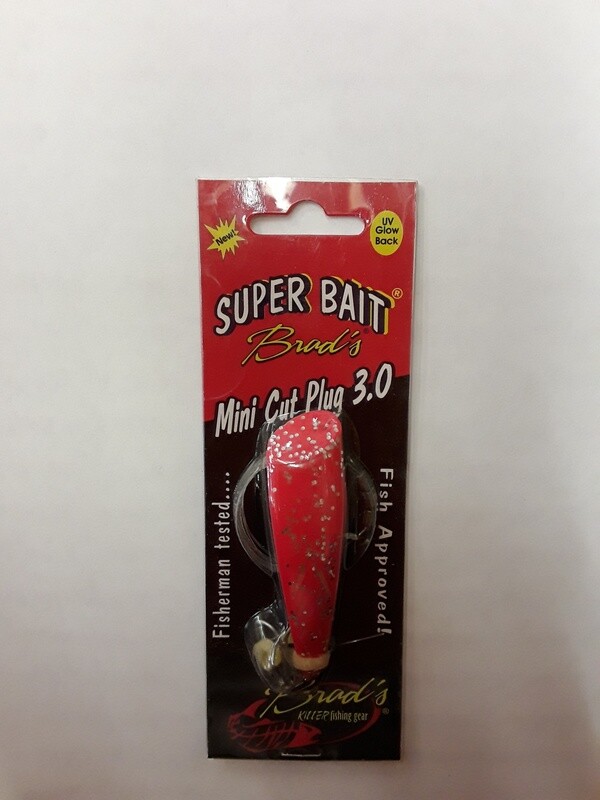 New!
UV
Glow
Back
SUPER BAIT®
Brad's
Mini Cut Plug 3.0
Fisherman tested....
Fish Approved!
Brad's®
KILLER fishing gear